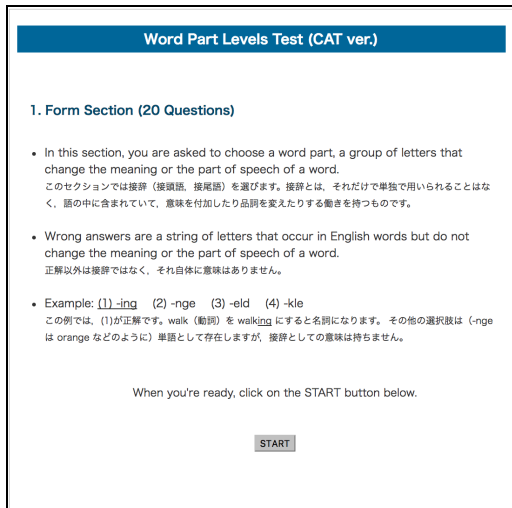 Word Part Levels Test (CAT ver.)
1. Form Section (20 Questions)
• In this section, you are asked to choose a word part, a group of letters that
change the meaning or the part of speech of a word.
このセクションでは接辞（接頭語，接尾語）を選びます。接辞とは，それだけで単独で用いられることはな
く，語の中に含まれていて，意味を付加したり品詞を変えたりする働きを持つものです。
• Wrong answers are a string of letters that occur in English words but do not
change the meaning or the part of speech of a word.
正解以外は接辞ではなく，それ自体に意味はありません。
• Example: (1) -ing (2) -nge (3) -eld (4) -kle
この例では，(1)が正解です。walk（動詞）を walking にすると名詞になります。 その他の選択肢は（-nge
は orange などのように）単語として存在しますが，接辞としての意味は持ちません。
When you're ready, click on the START button below.
START